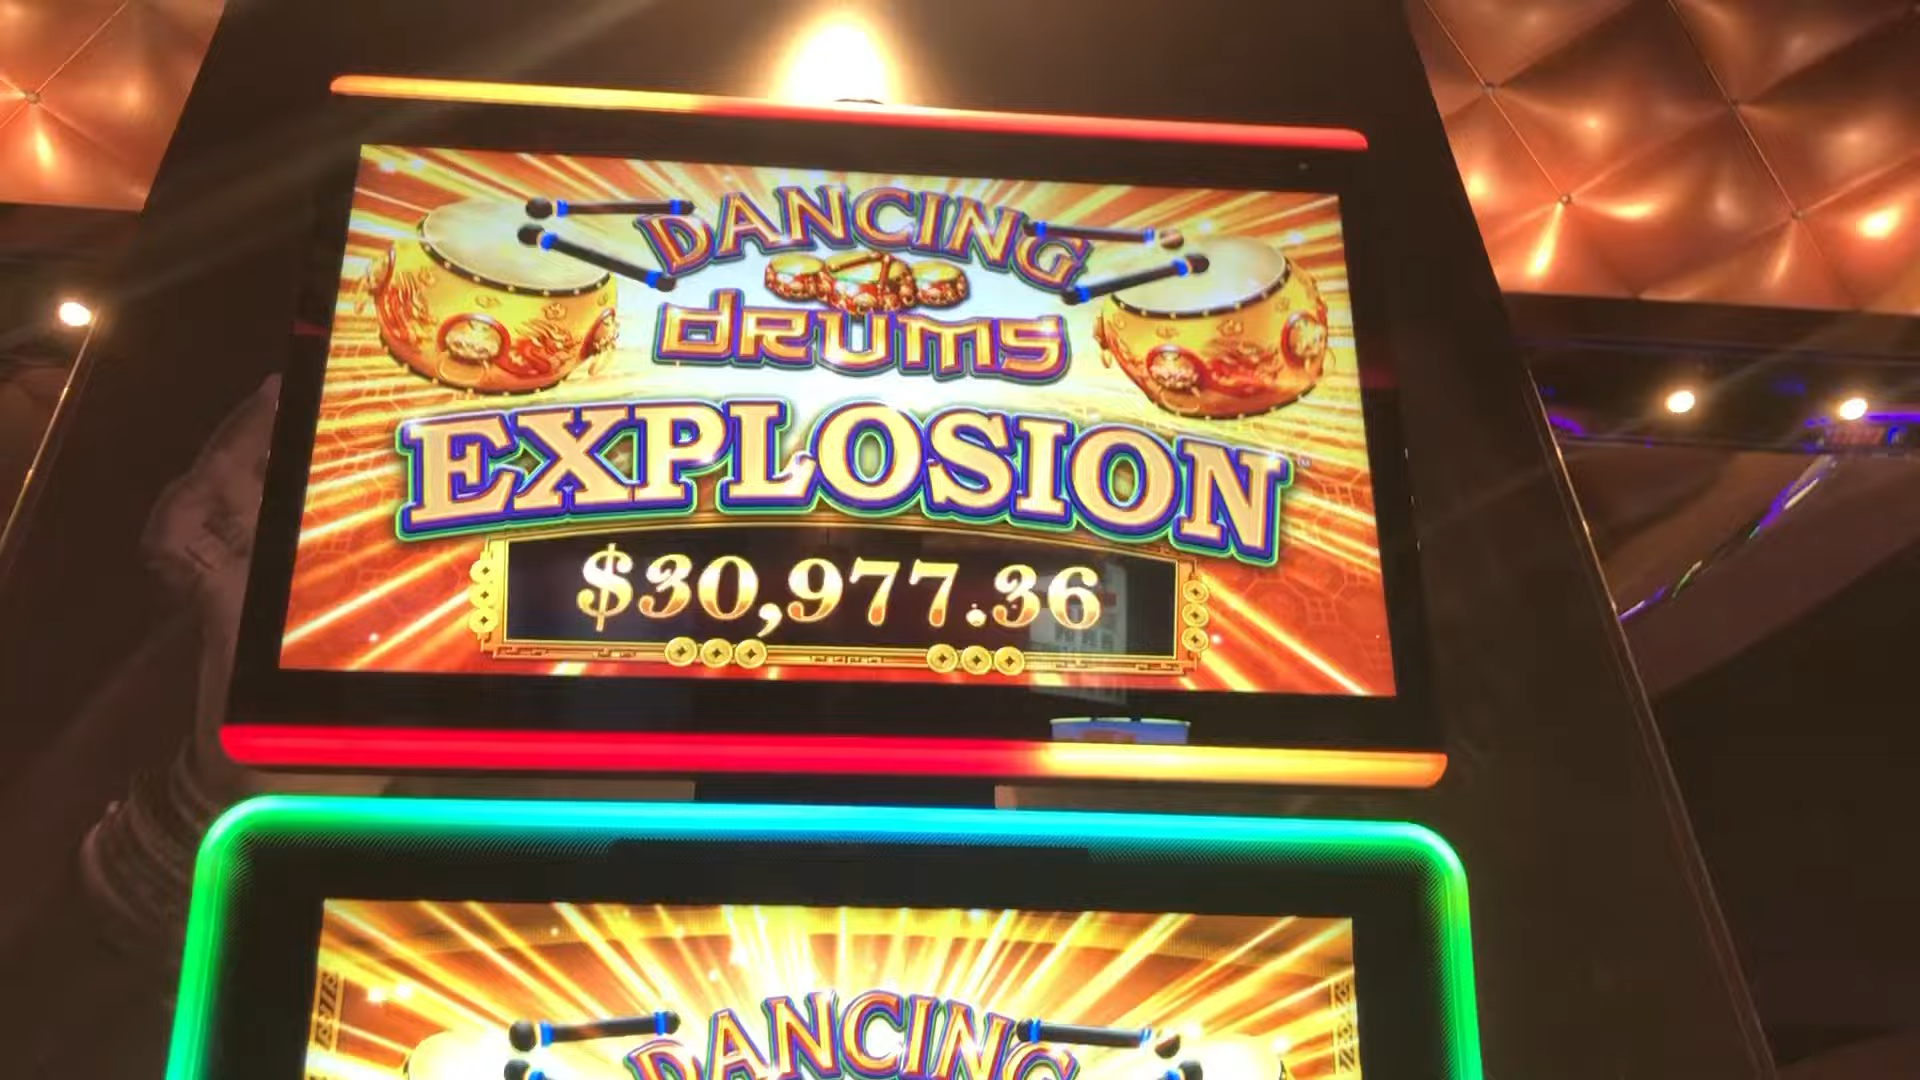 DANCING
DRUMS
EXPLOSION
$30,977.36
DANCING